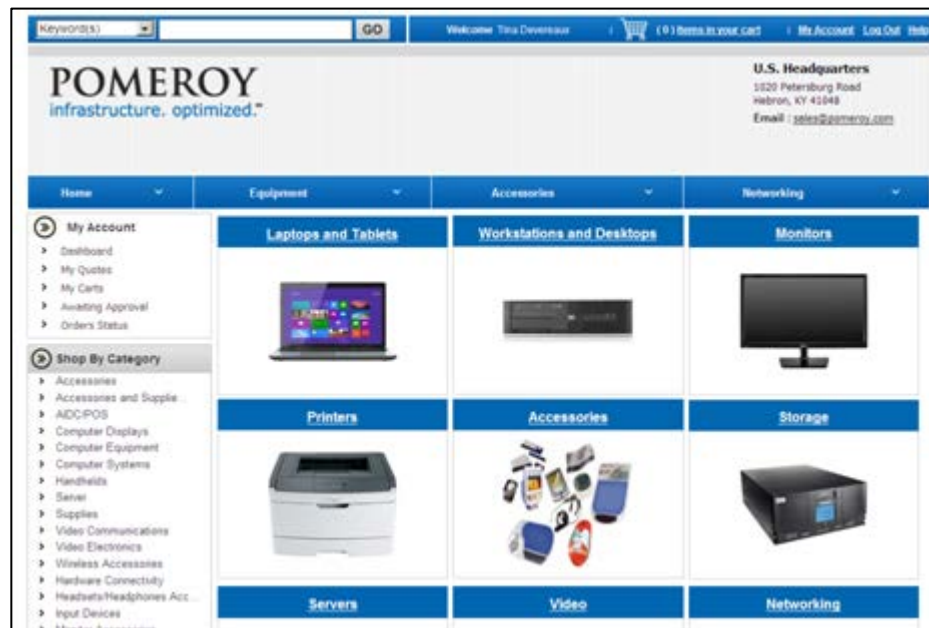 Keyword(s)
GO
Welcome Tina Devereaux
( 0 ) Items in your cart
My Account Log Out Help
POMEROY
infrastructure. optimized.™
U.S. Headquarters
1020 Petersburg Road
Hebron, KY 41048
Email : sales@pomeroy.com
Home Equipment Accessories Networking
My Account
Dashboard
My Quotes
My Carts
Awaiting Approval
Orders Status
Shop By Category
Accessories
Accessories and Supplie...
AIDC/POS
Computer Displays
Computer Equipment
Computer Systems
Handhelds
Server
Supplies
Video Communications
Video Electronics
Wireless Accessories
Hardware Connectivity
Headsets/Headphones Acc...
Input Devices
Laptops and Tablets
Workstations and Desktops
Monitors
Printers
Accessories
Storage
Servers
Video
Networking